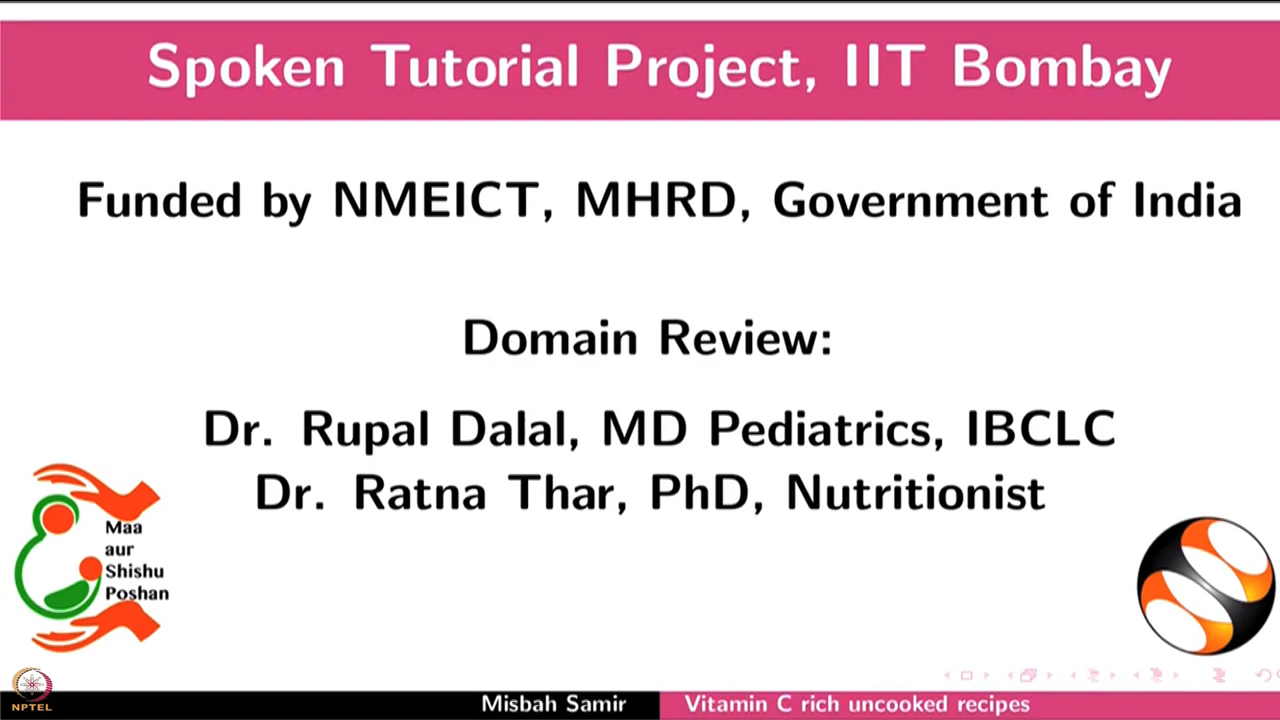 Spoken Tutorial Project, IIT Bombay
Funded by NMEICT, MHRD, Government of India
Domain Review:
Dr. Rupal Dalal, MD Pediatrics, IBCLC
Dr. Ratna Thar, PhD, Nutritionist
Maa
aur
Shishu
Poshan
NPTEL
Misbah Samir
Vitamin C rich uncooked recipes